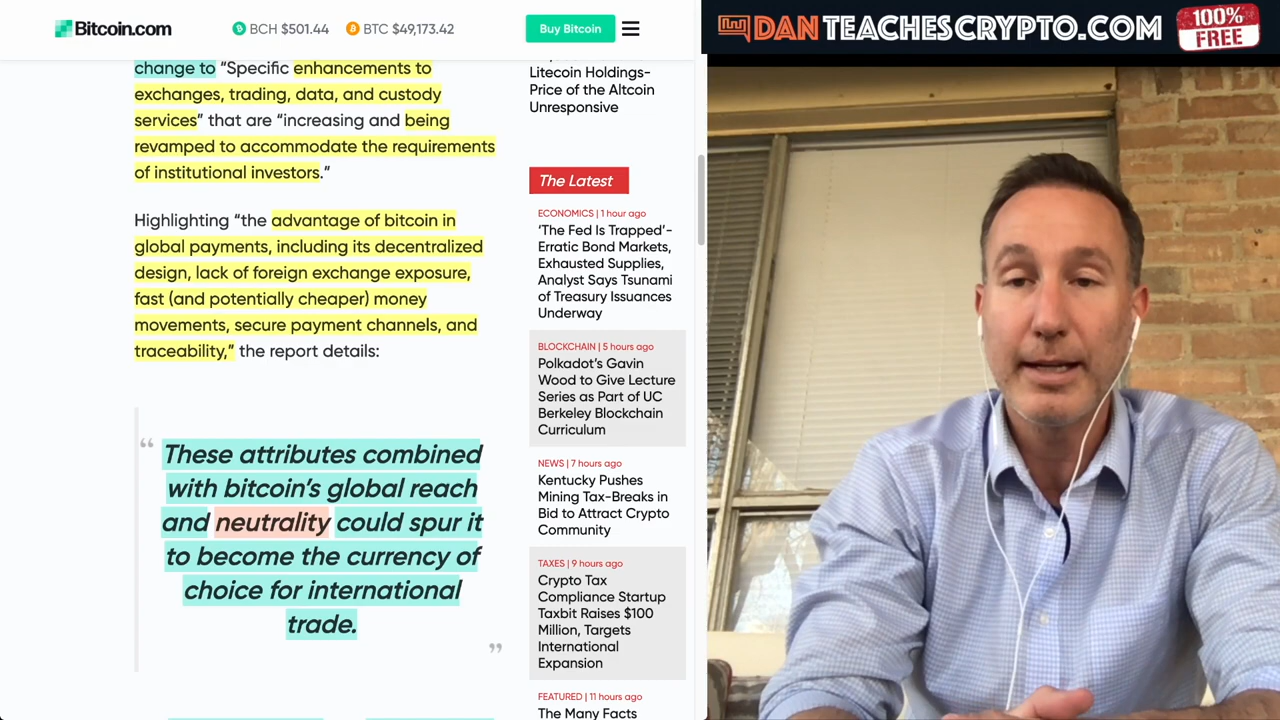 Bitcoin.com
BCH $501.44
BTC $49,173.42
Buy Bitcoin
DANTEACHESCRYPTO.COM
100%
FREE
change to “Specific enhancements to
exchanges, trading, data, and custody
services” that are “increasing and being
revamped to accommodate the requirements
of institutional investors.”
Highlighting “the advantage of bitcoin in
global payments, including its decentralized
design, lack of foreign exchange exposure,
fast (and potentially cheaper) money
movements, secure payment channels, and
traceability,” the report details:
“
These attributes combined
with bitcoin’s global reach
and neutrality could spur it
to become the currency of
choice for international
trade.
”
Litecoin Holdings-
Price of the Altcoin
Unresponsive
The Latest
ECONOMICS | 1 hour ago
‘The Fed Is Trapped’-
Erratic Bond Markets,
Exhausted Supplies,
Analyst Says Tsunami
of Treasury Issuances
Underway
BLOCKCHAIN | 5 hours ago
Polkadot’s Gavin
Wood to Give Lecture
Series as Part of UC
Berkeley Blockchain
Curriculum
NEWS | 7 hours ago
Kentucky Pushes
Mining Tax-Breaks in
Bid to Attract Crypto
Community
TAXES | 9 hours ago
Crypto Tax
Compliance Startup
Taxbit Raises $100
Million, Targets
International
Expansion
FEATURED | 11 hours ago
The Many Facts